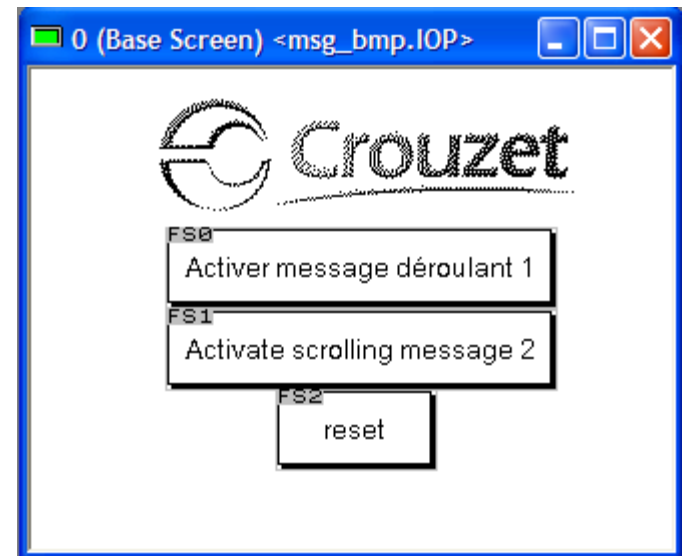 0 (Base Screen) <msg_bmp.IOP>
Crouzet
FS0
Activer message déroulant 1
FS1
Activate scrolling message 2
FS2
reset